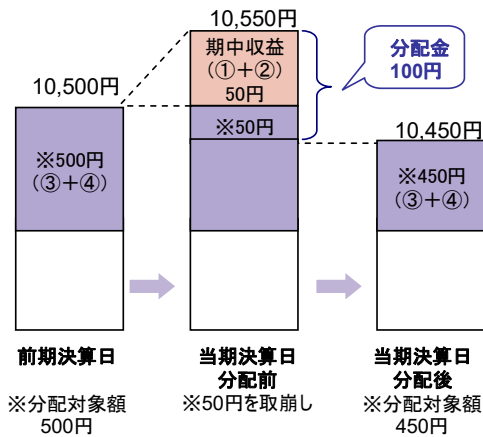 10,550円
期中収益
(①+②)
50円
分配金
100円
10,500円
※50円
10,450円
※500円
(③+④)
※450円
(③+④)
前期決算日
当期決算日
分配前
当期決算日
分配後
※分配対象額
500円
※50円を取崩し
※分配対象額
450円